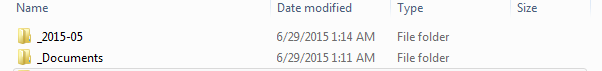 Name Date modified Type Size
_2015-05 6/29/2015 1:14 AM File folder
_Documents 6/29/2015 1:11 AM File folder